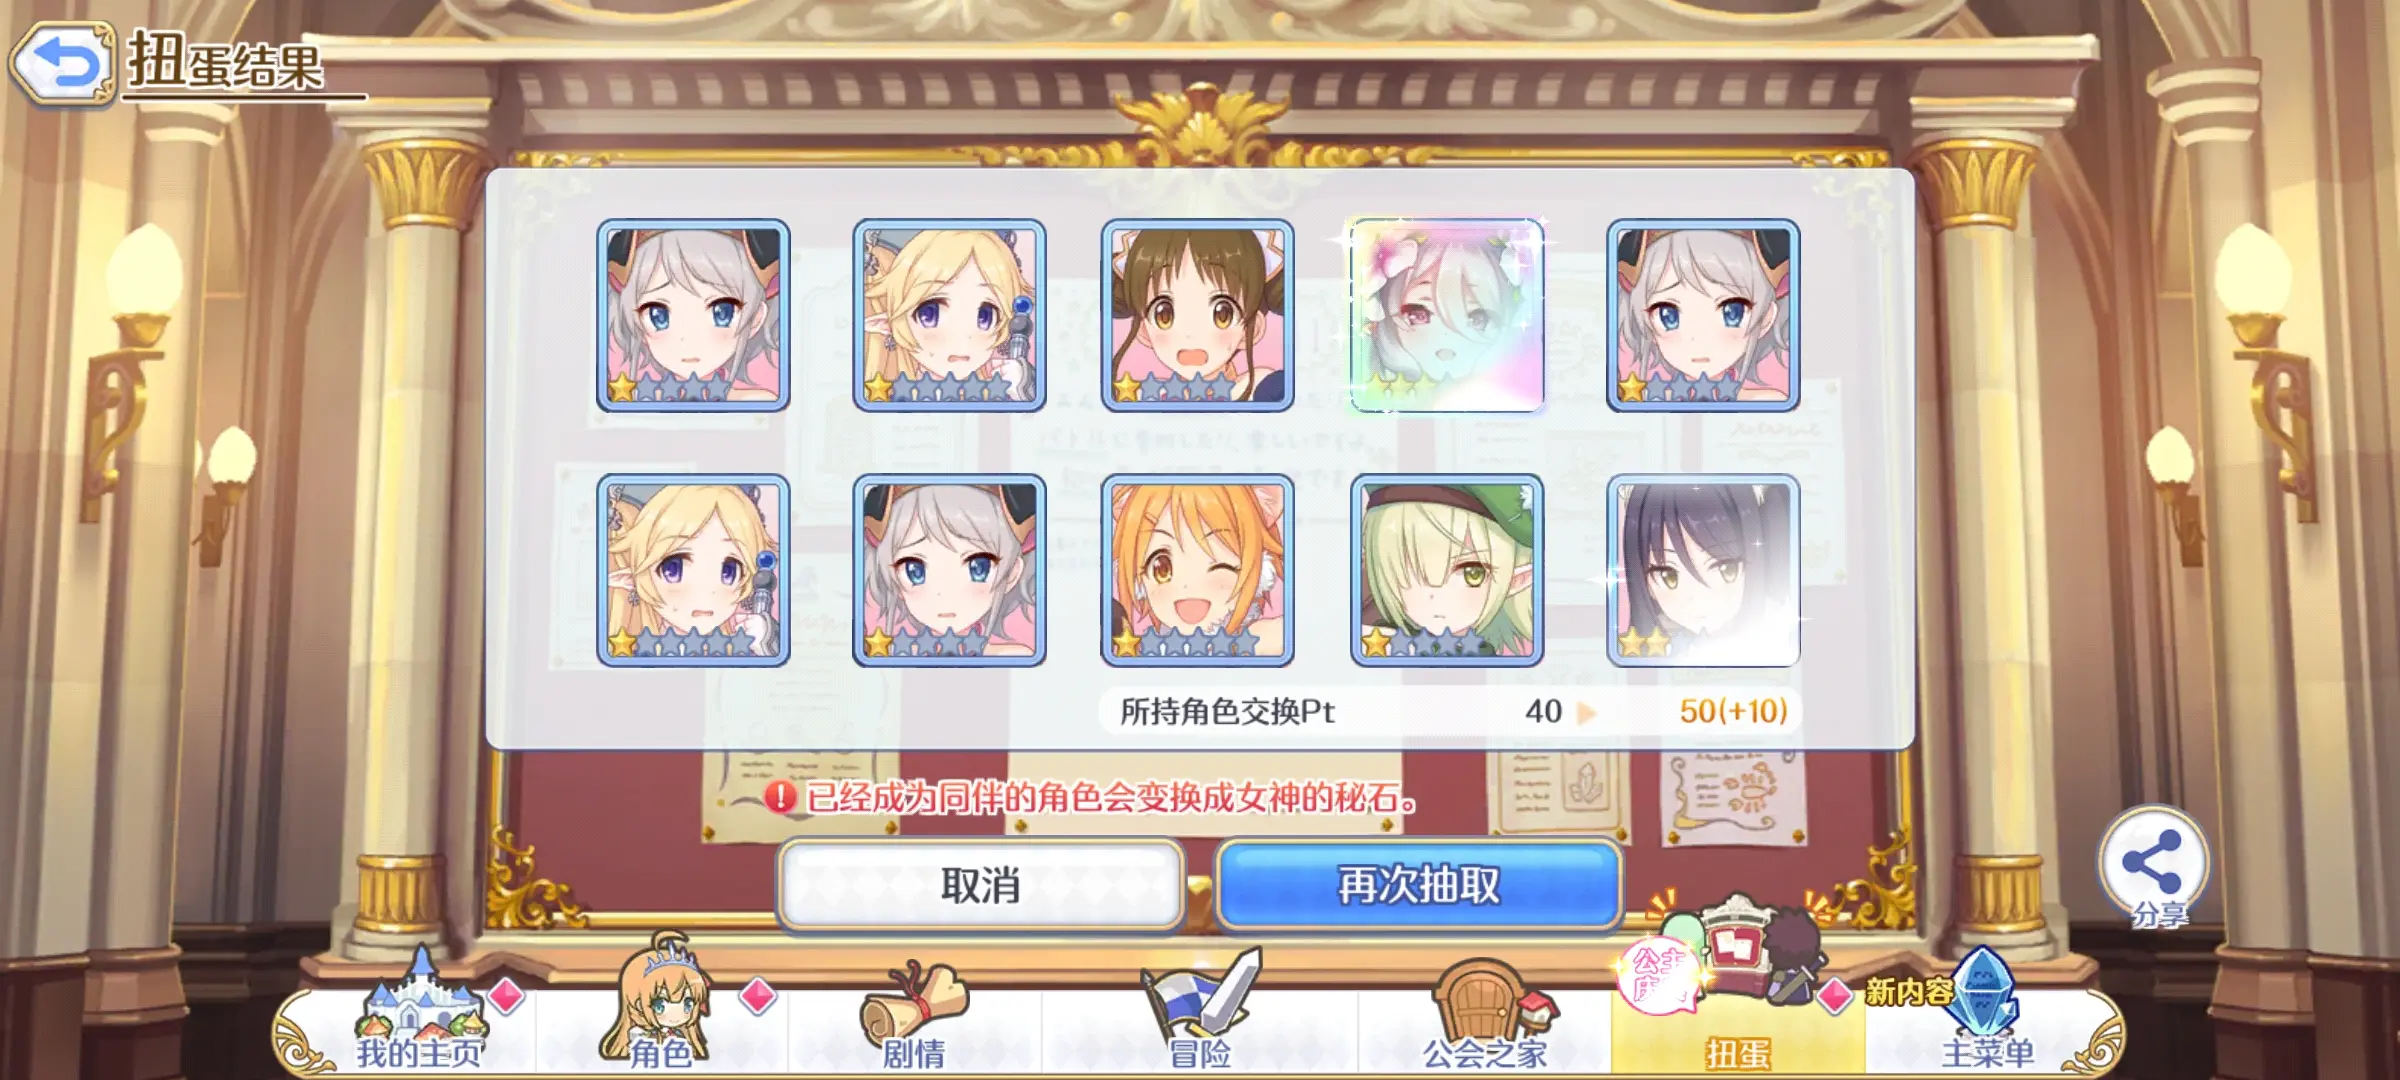 扭蛋结果
所持角色交换Pt 40 50(+10)
已经成为同伴的角色会变换成女神的秘石。
取消
再次抽取
分享
新内容
我的主页
角色
剧情
冒险
公会之家
扭蛋
主菜单